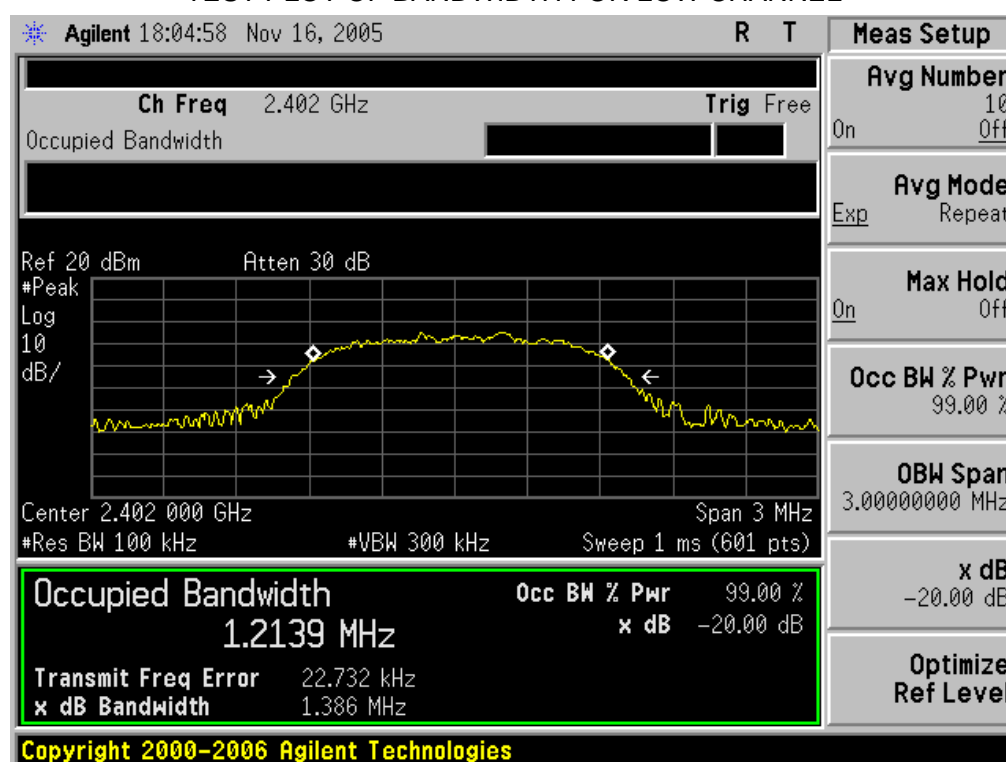 Agilent 18:04:58 Nov 16, 2005 R T
Ch Freq 2.402 GHz Trig Free
Occupied Bandwidth
Ref 20 dBm Atten 30 dB
#Peak
Log
10
dB/
Center 2.402 000 GHz Span 3 MHz
#Res BW 100 kHz #VBW 300 kHz Sweep 1 ms (601 pts)
Occupied Bandwidth Occ BW % Pwr 99.00 %
1.2139 MHz x dB -20.00 dB
Transmit Freq Error 22.732 kHz
x dB Bandwidth 1.386 MHz
Copyright 2000-2006 Agilent Technologies
Meas Setup
Avg Number
10
On Off
Avg Mode
Exp Repeat
Max Hold
On Off
Occ BW % Pwr
99.00 %
OBW Span
3.00000000 MHz
x dB
-20.00 dB
Optimize
Ref Level